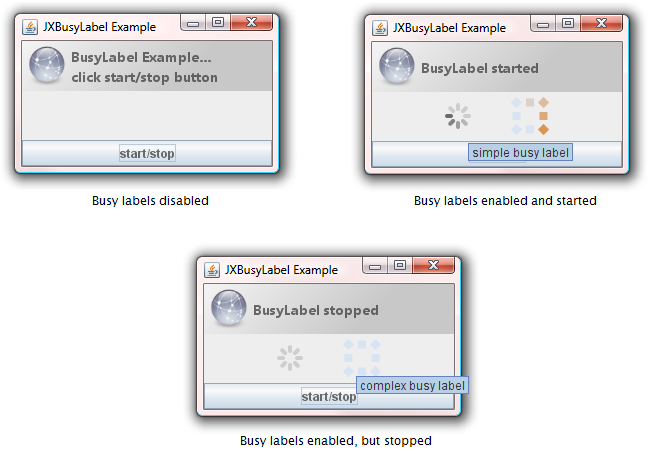 JXBusyLabel Example
BusyLabel Example...
click start/stop button
start/stop
Busy labels disabled
JXBusyLabel Example
BusyLabel started
simple busy label
Busy labels enabled and started
JXBusyLabel Example
BusyLabel stopped
complex busy label
start/stop
Busy labels enabled, but stopped